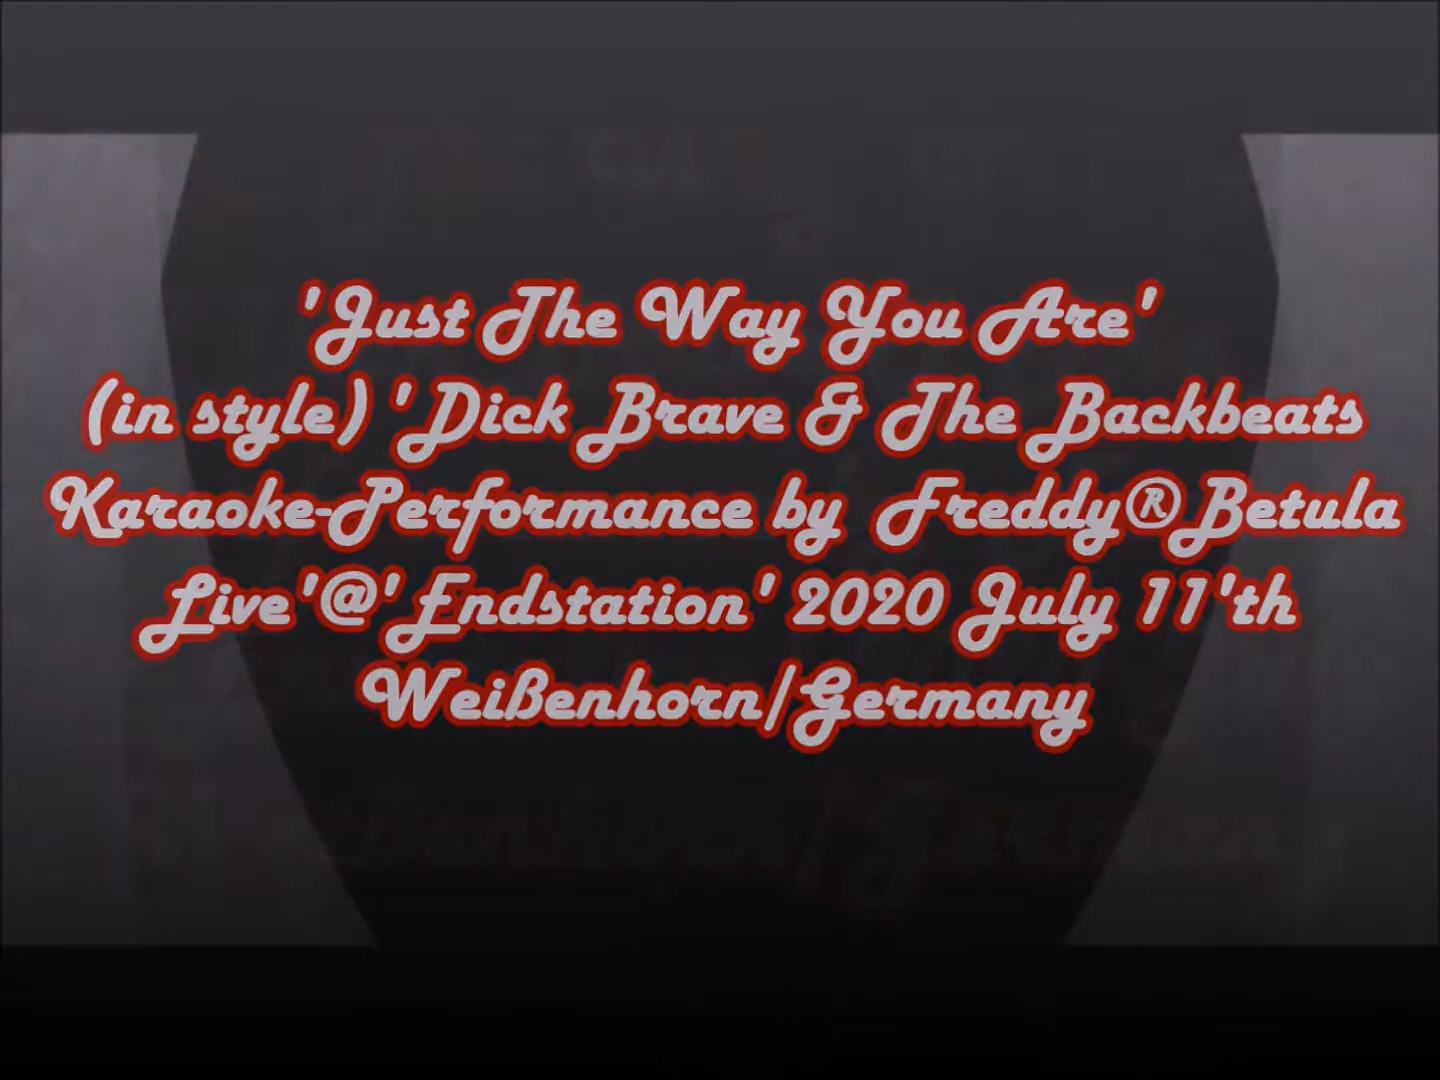 'Just The Way You Are'
(in style) 'Dick Brave & The Backbeats
Karaoke-Performance by Freddy®Betula
Live'@'Endstation' 2020 July 11'th
Weißenhorn/Germany